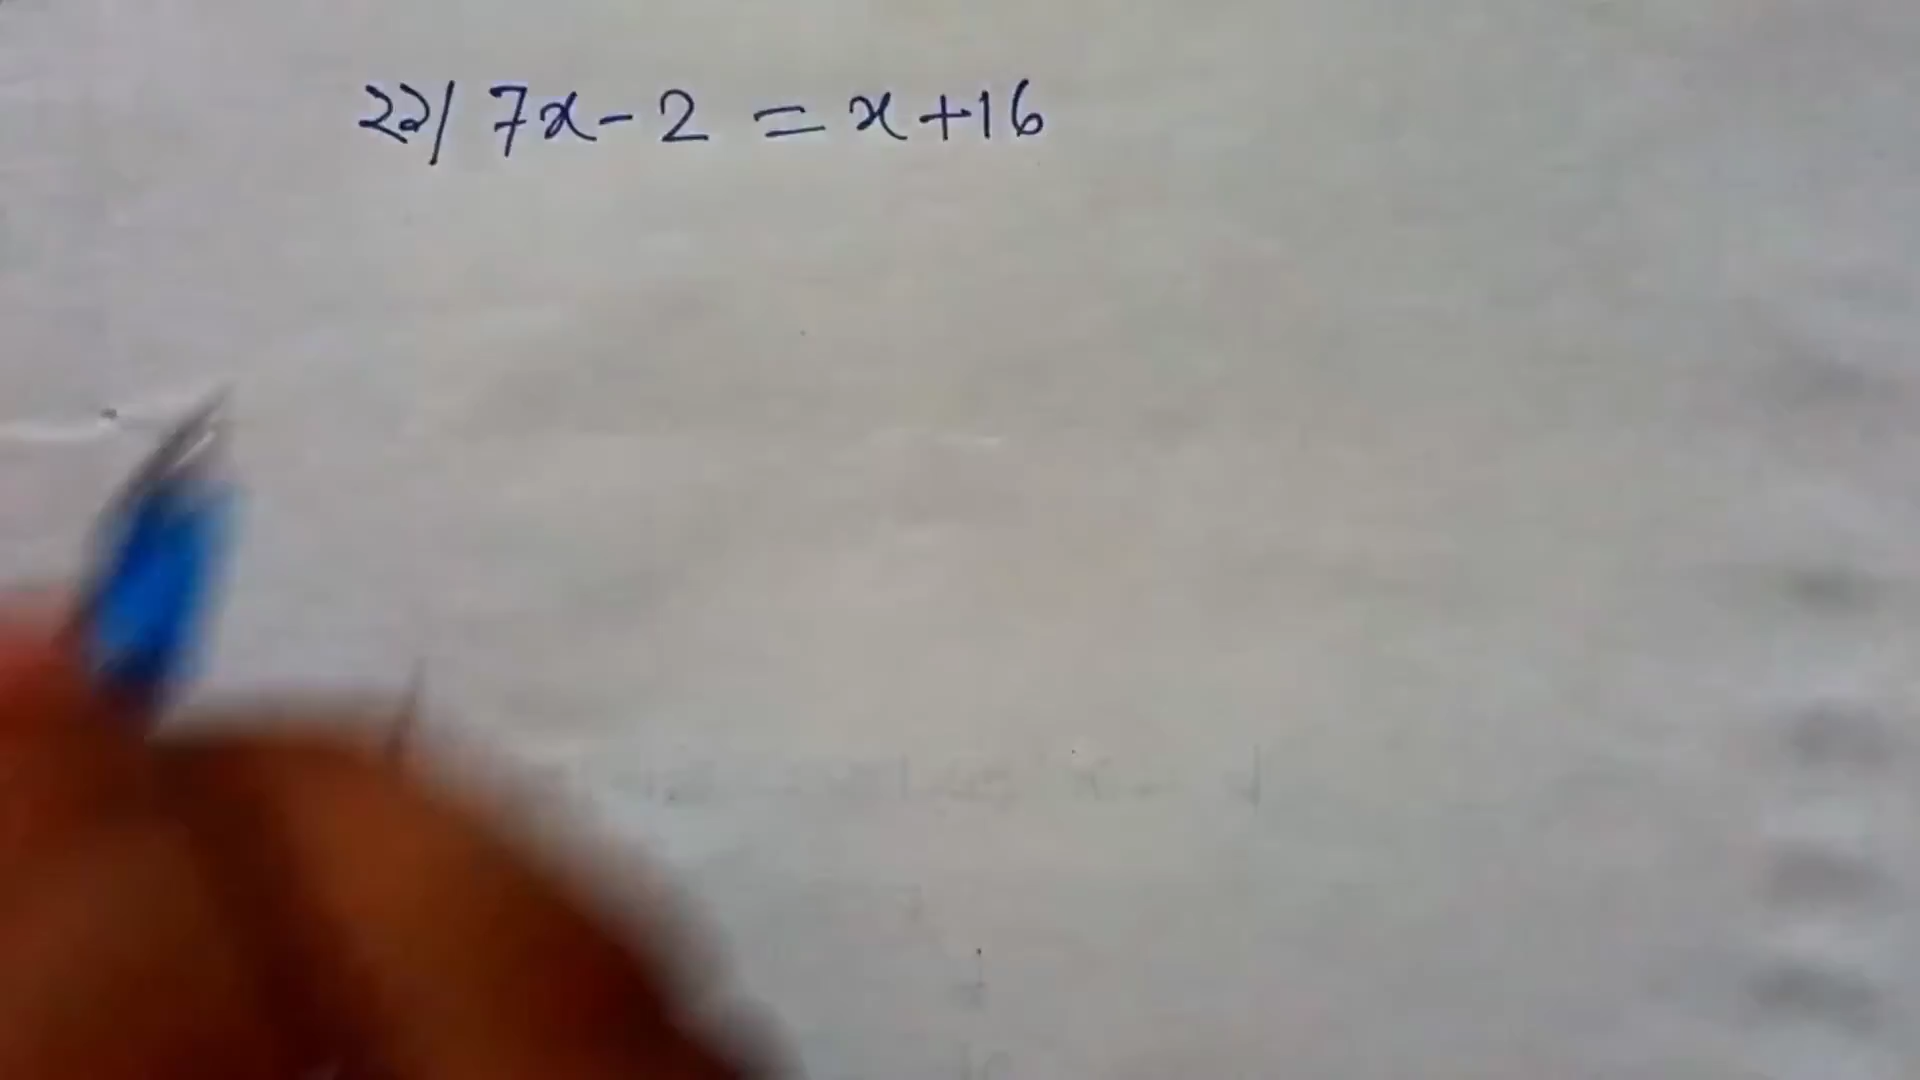 22/ 7x - 2 = x + 16